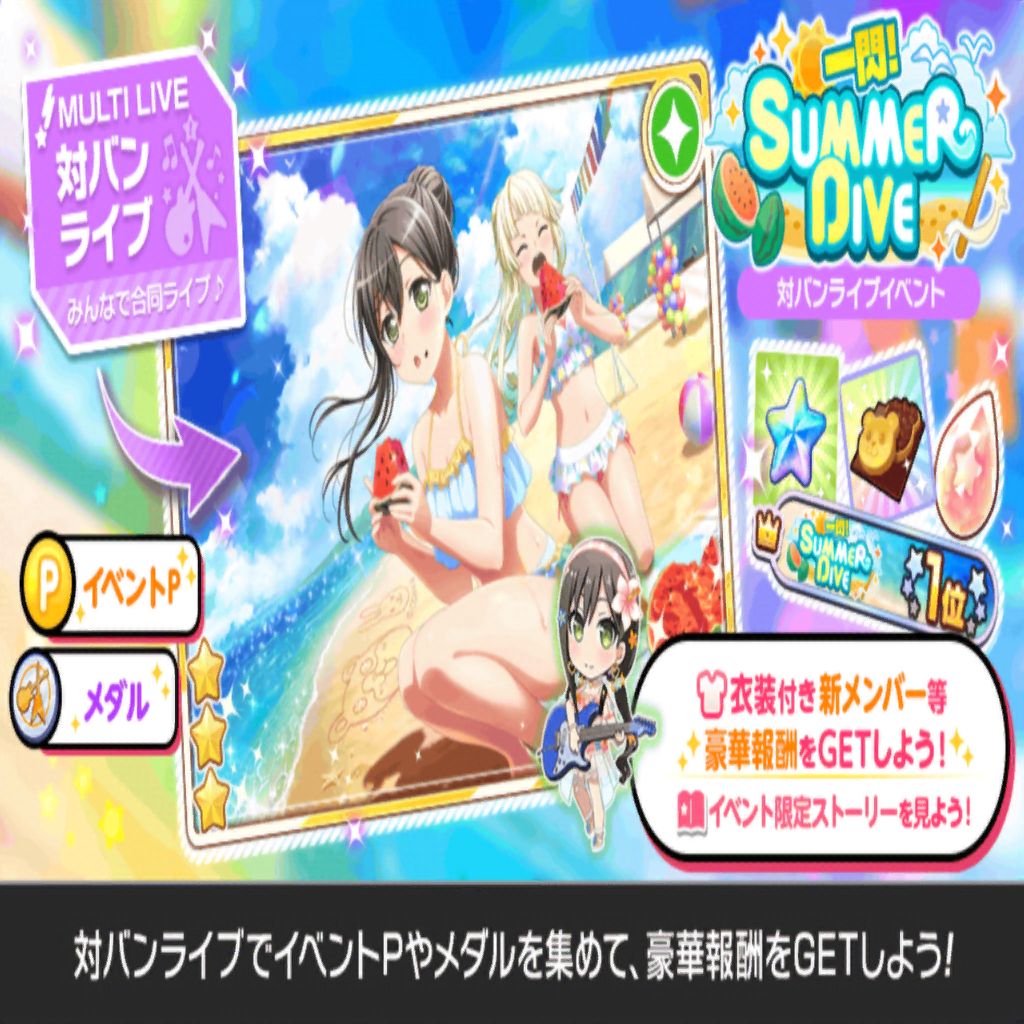 MULTI LIVE
対バン
ライブ
みんなで合同ライブ♪
一閃!
SUMMER
DIVE
対バンライブイベント
P イベントP
メダル
一閃!
SUMMER
DIVE
1位
衣装付き新メンバー等
豪華報酬をGETしよう!
イベント限定ストーリーを見よう!
対バンライブでイベントPやメダルを集めて、豪華報酬をGETしよう!